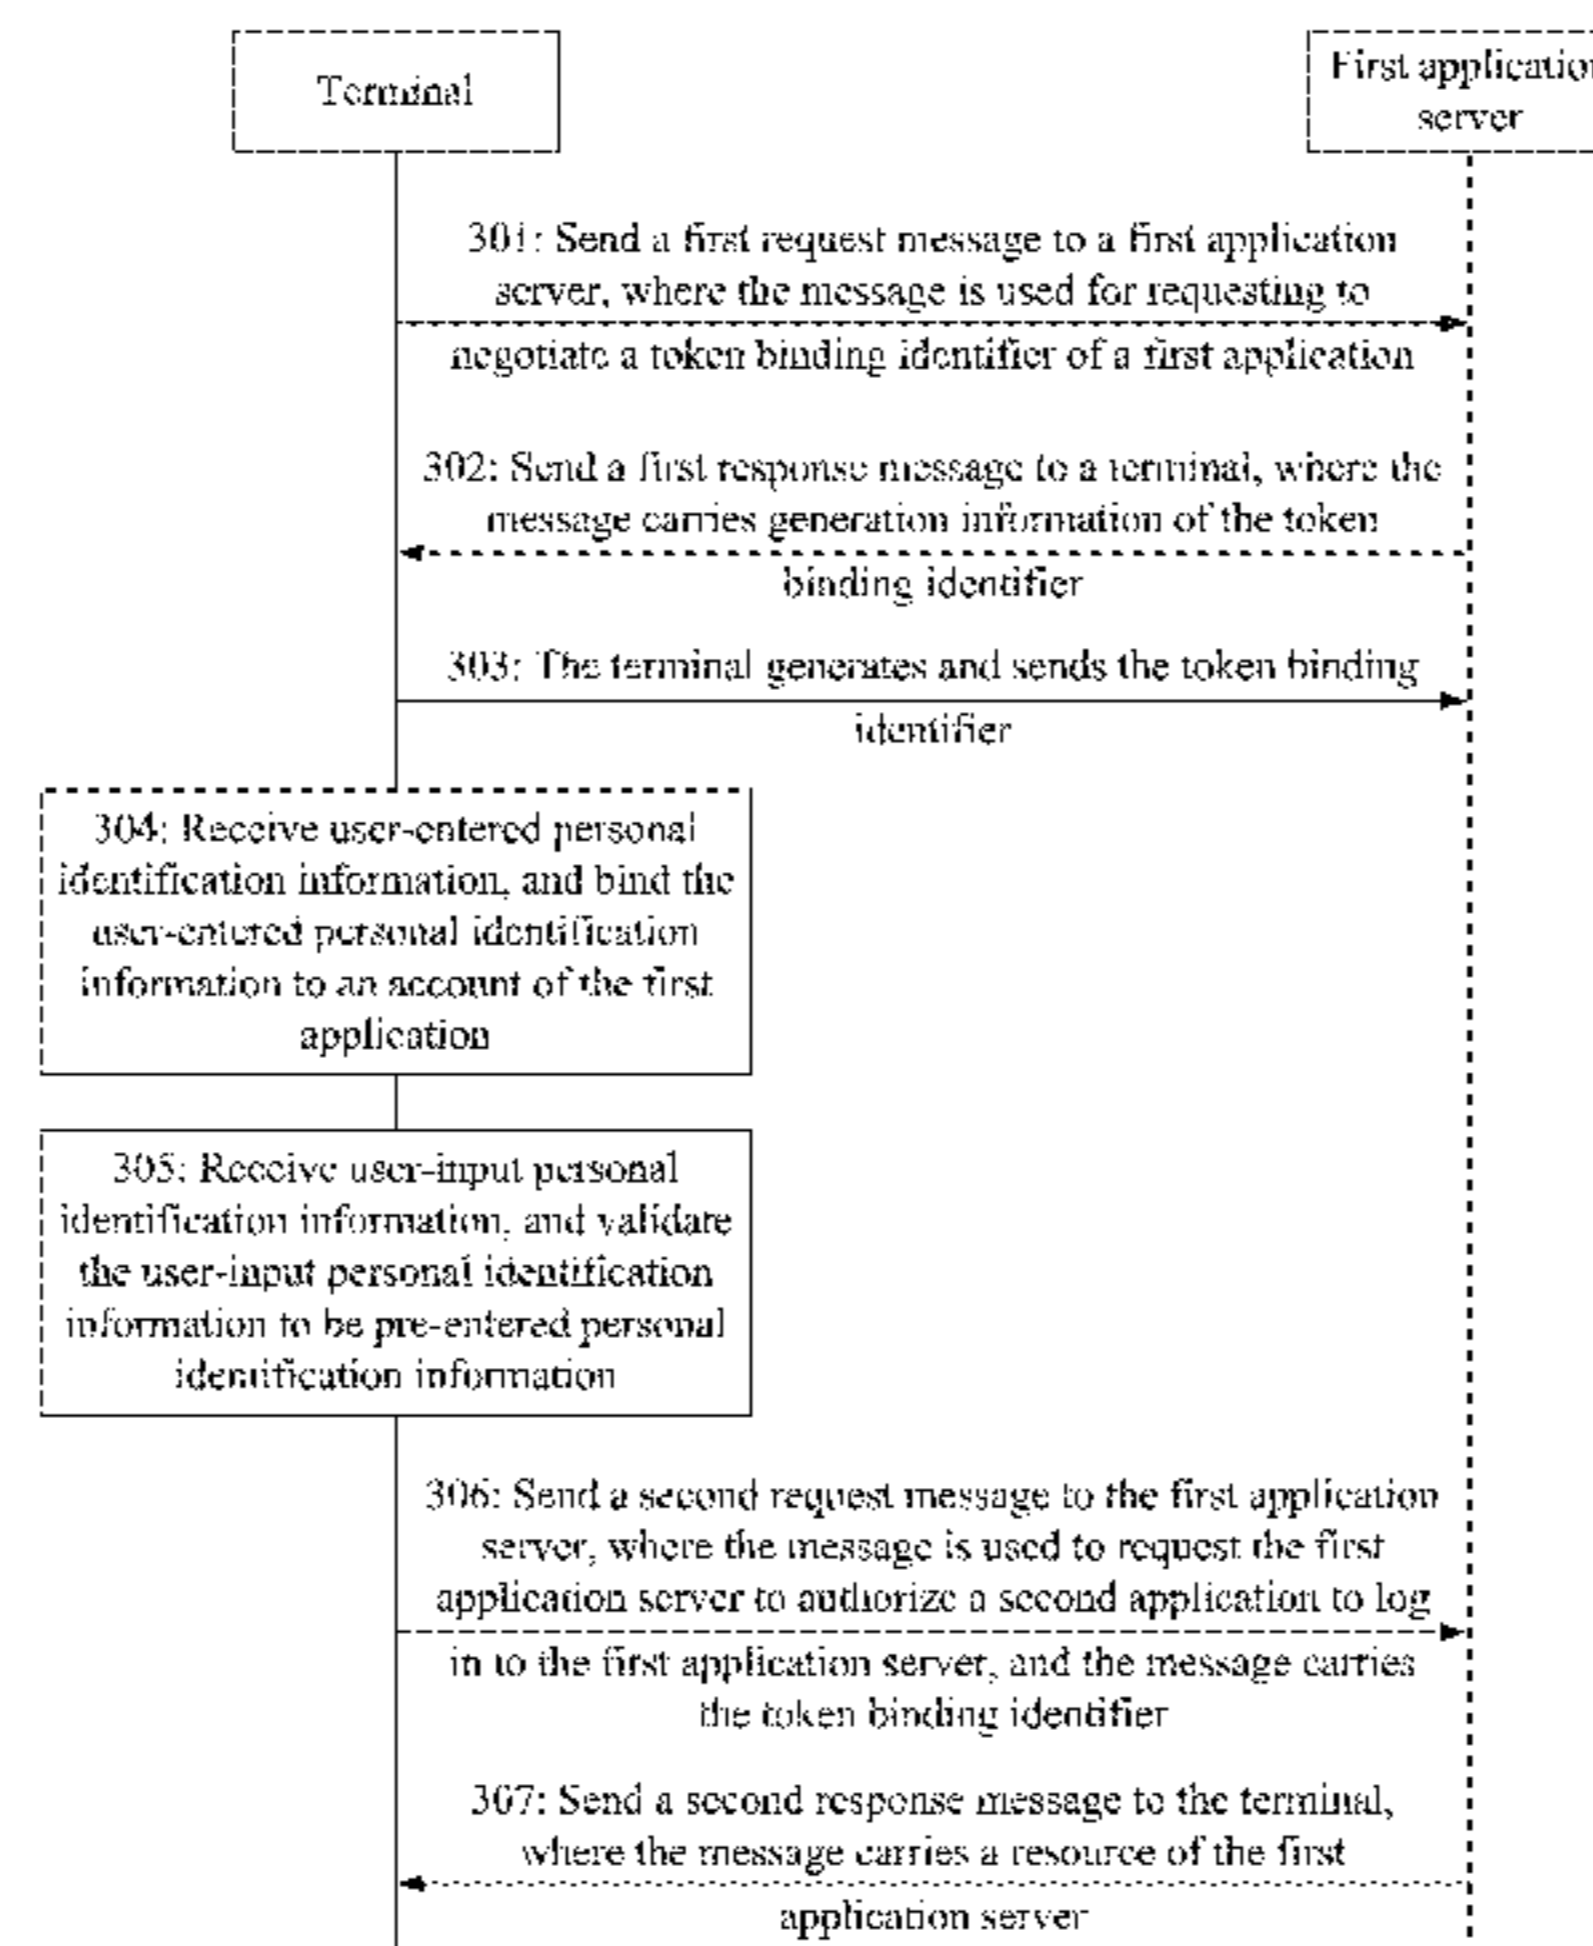 Terminal
First application
server
301: Send a first request message to a first application
server, where the message is used for requesting to
negotiate a token binding identifier of a first application
302: Send a first response message to a terminal, where the
message carries generation information of the token
binding identifier
303: The terminal generates and sends the token binding
identifier
304: Receive user-entered personal
identification information, and bind the
user-entered personal identification
information to an account of the first
application
305: Receive user-input personal
identification information, and validate
the user-input personal identification
information to be pre-entered personal
identification information
306: Send a second request message to the first application
server, where the message is used to request the first
application server to authorize a second application to log
in to the first application server, and the message carries
the token binding identifier
307: Send a second response message to the terminal,
where the message carries a resource of the first
application server